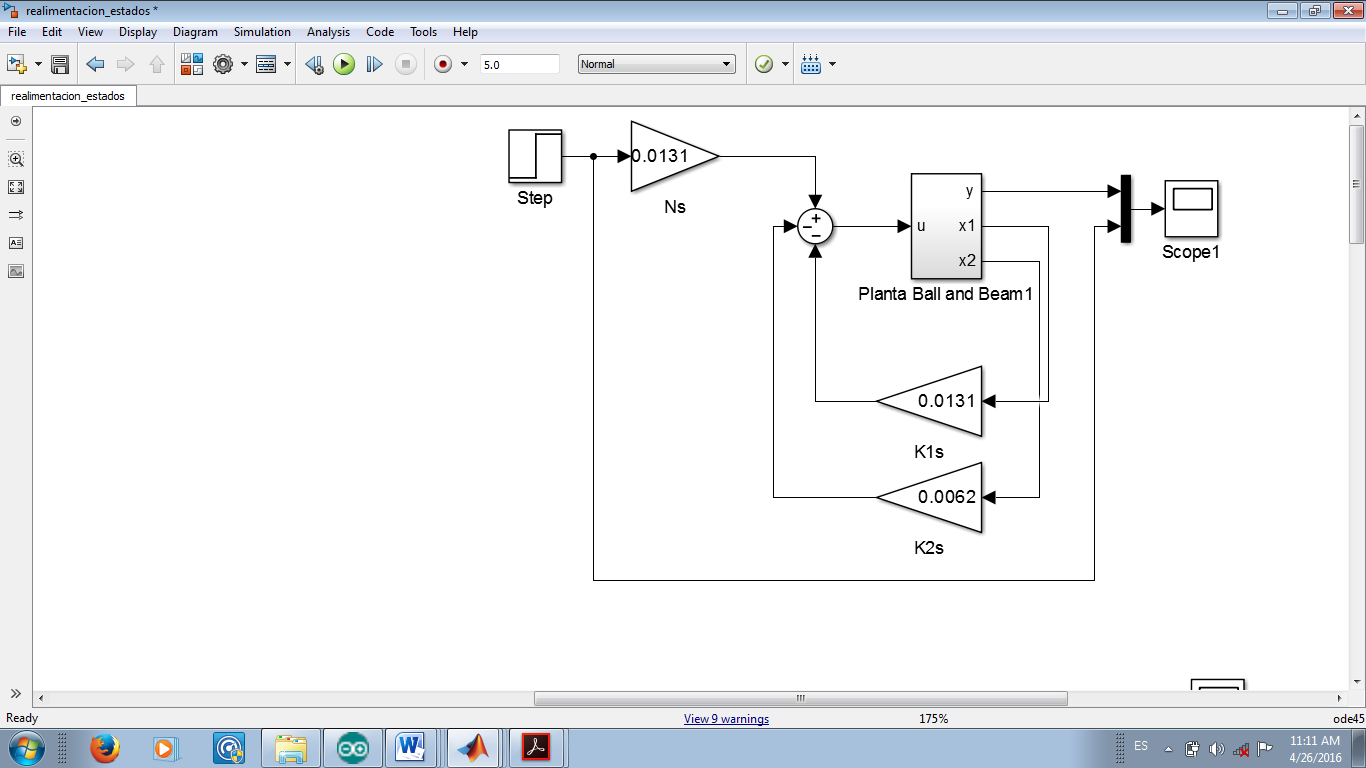 realimentacion_estados *
File Edit View Display Diagram Simulation Analysis Code Tools Help
5.0 Normal
realimentacion_estados
Step
0.0131
Ns
+
−
−
u
y
x1
x2
Planta Ball and Beam1
Scope1
0.0131
K1s
0.0062
K2s
Ready View 9 warnings 175% ode45
ES 11:11 AM
4/26/2016